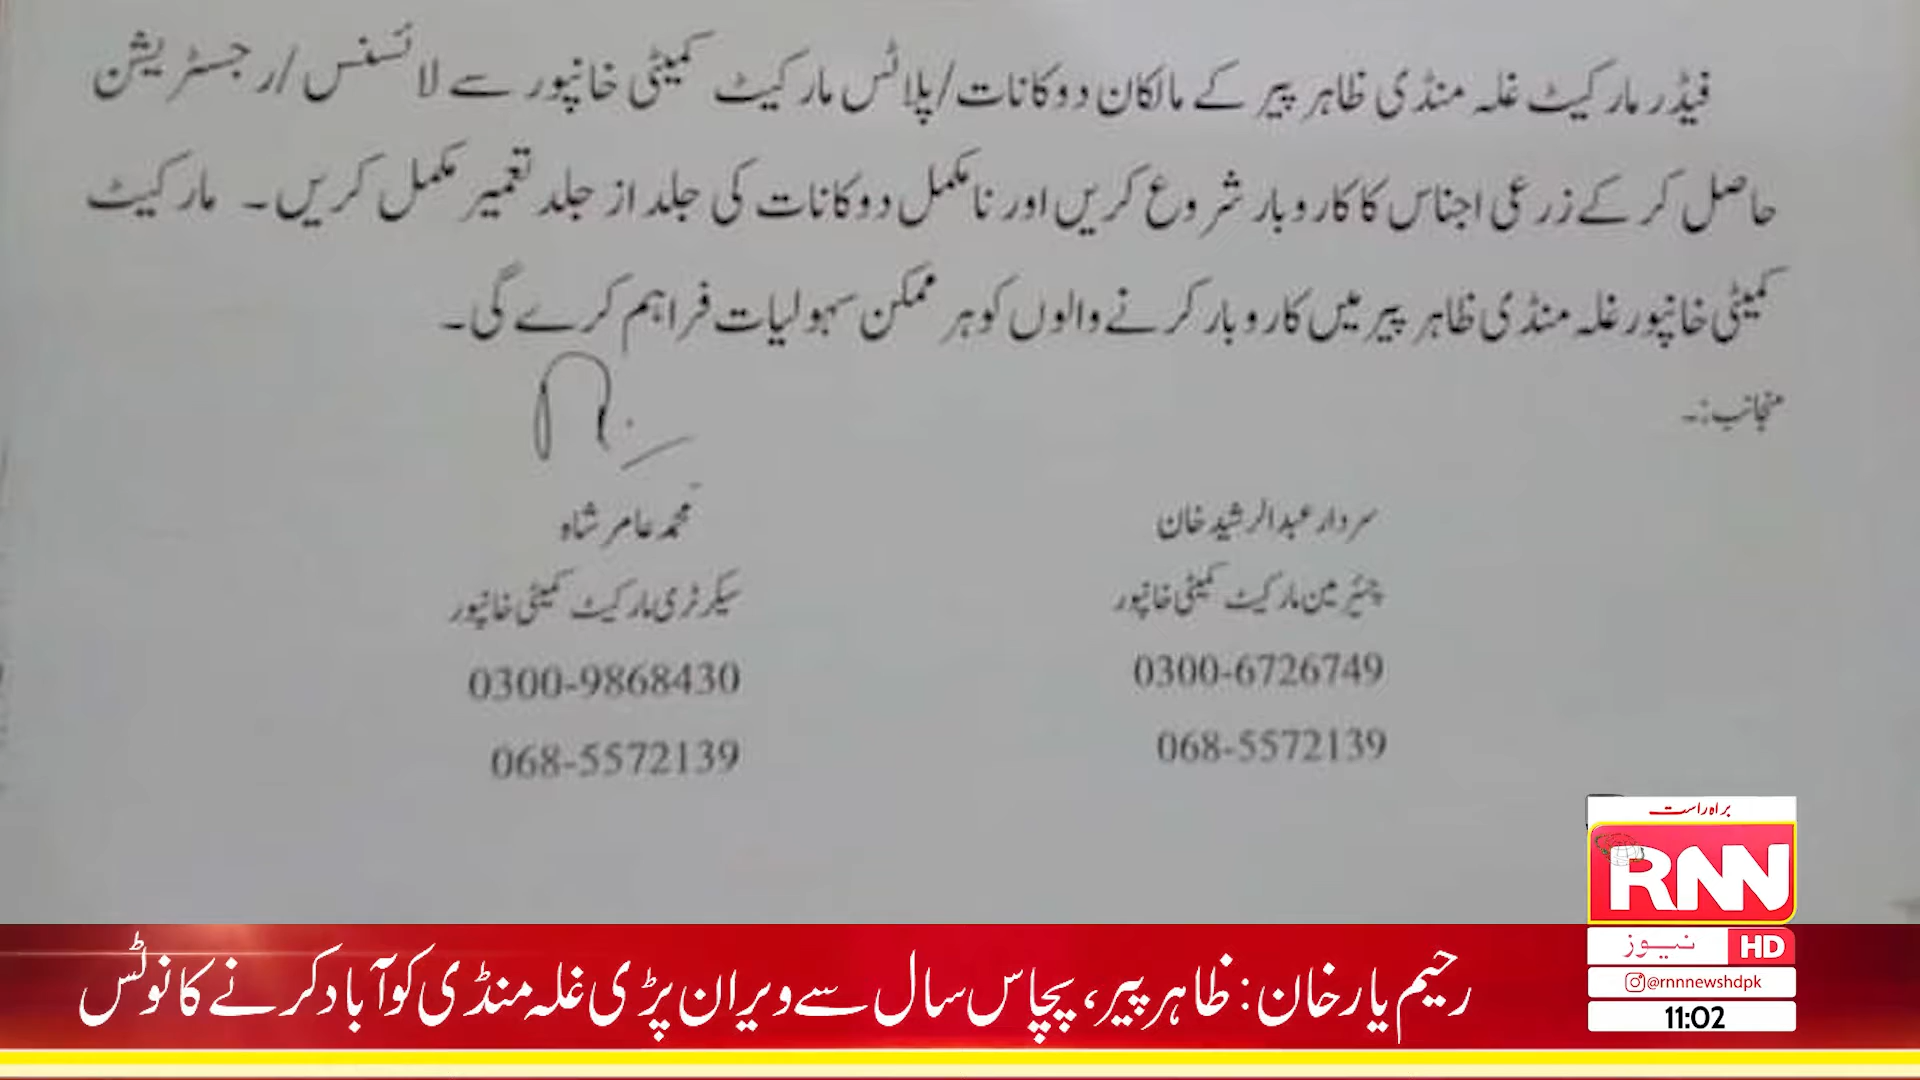 فیڈر مارکیٹ غلہ منڈی ظاہر پیر کے مالکان دوکانات/پلاٹس مارکیٹ کمیٹی خانپور سے لائسنس/رجسٹریشن
حاصل کر کے زرعی اجناس کا کاروبار شروع کریں اور نامکمل دوکانات کی جلد از جلد تعمیر مکمل کریں۔ مارکیٹ
کمیٹی خانپور غلہ منڈی ظاہر پیر میں کاروبار کرنے والوں کو ہر ممکن سہولیات فراہم کرے گی۔
منجانب:۔
سردار عبدالرشید خان
چئیرمین مارکیٹ کمیٹی خانپور
0300-6726749
068-5572139
محمد عامر شاہ
سیکرٹری مارکیٹ کمیٹی خانپور
0300-9868430
068-5572139
براہ راست
RNN
نیوز HD
@rnnnewshdpk
11:02
رحیم یار خان: ظاہر پیر، پچاس سال سے ویران پڑی غلہ منڈی کو آباد کرنے کا نوٹس